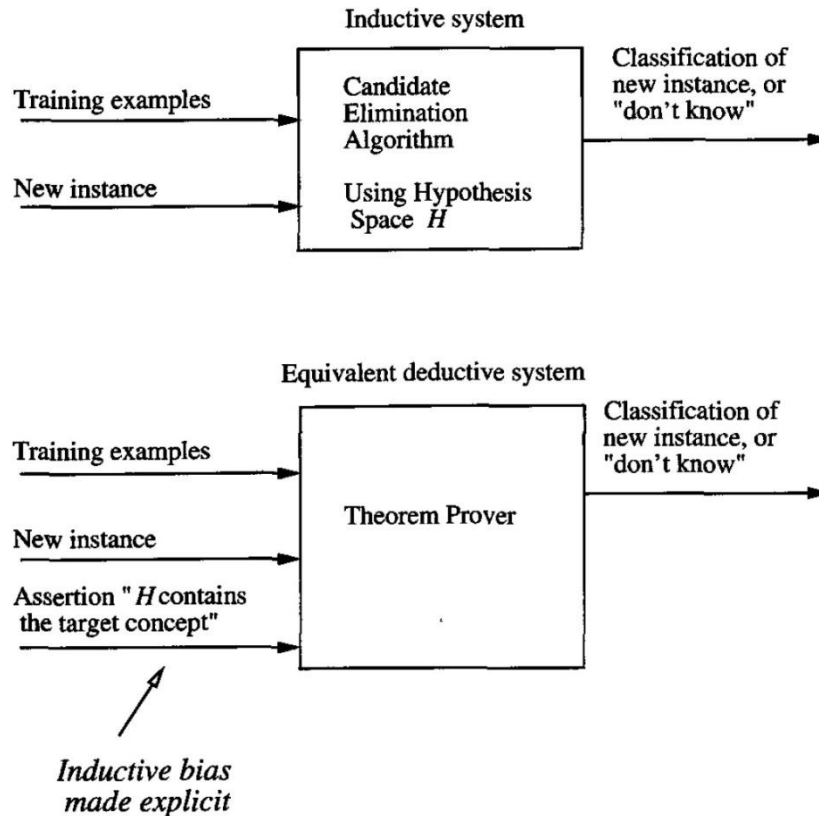 Inductive system
Training examples
New instance
Candidate
Elimination
Algorithm
Using Hypothesis
Space H
Classification of
new instance, or
"don't know"
Equivalent deductive system
Training examples
New instance
Assertion " H contains
the target concept"
Theorem Prover
Classification of
new instance, or
"don't know"
Inductive bias
made explicit